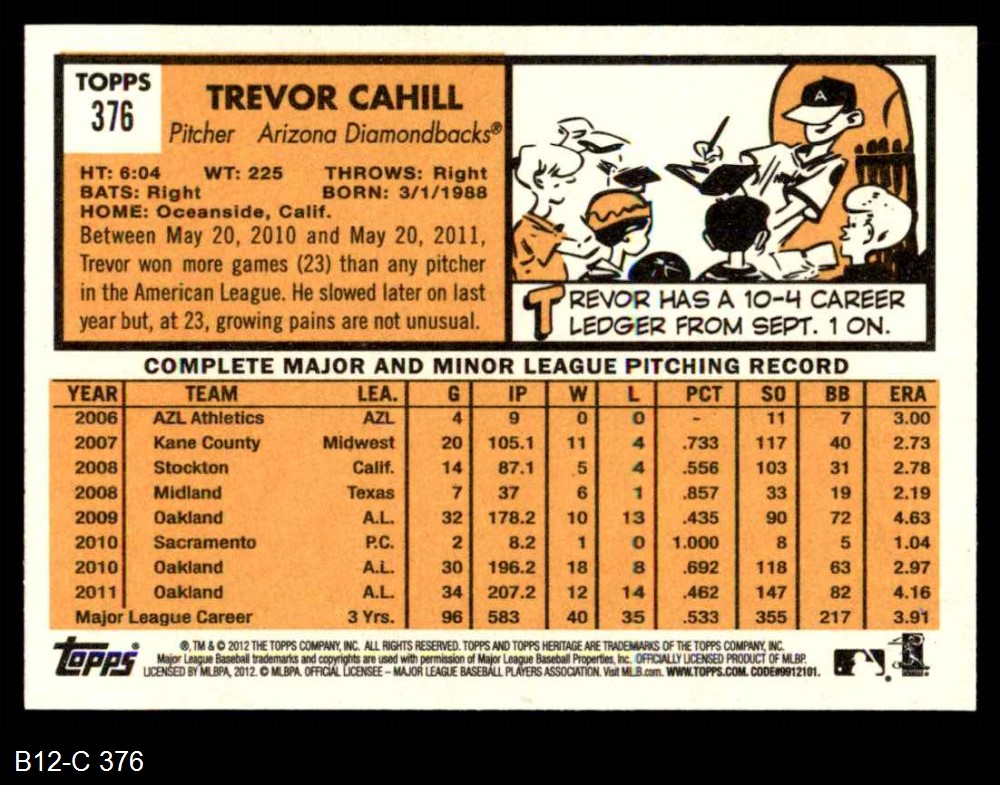 TOPPS
376
TREVOR CAHILL
Pitcher Arizona Diamondbacks®
HT: 6:04 WT: 225 THROWS: Right
BATS: Right BORN: 3/1/1988
HOME: Oceanside, Calif.
Between May 20, 2010 and May 20, 2011,
Trevor won more games (23) than any pitcher
in the American League. He slowed later on last
year but, at 23, growing pains are not unusual.
A
TREVOR HAS A 10-4 CAREER
LEDGER FROM SEPT. 1 ON.
COMPLETE MAJOR AND MINOR LEAGUE PITCHING RECORD
YEAR TEAM LEA. G IP W L PCT SO BB ERA
2006 AZL Athletics AZL 4 9 0 0 - 11 7 3.00
2007 Kane County Midwest 20 105.1 11 4 .733 117 40 2.73
2008 Stockton Calif. 14 87.1 5 4 .556 103 31 2.78
2008 Midland Texas 7 37 6 1 .857 33 19 2.19
2009 Oakland A.L. 32 178.2 10 13 .435 90 72 4.63
2010 Sacramento P.C. 2 8.2 1 0 1.000 8 5 1.04
2010 Oakland A.L. 30 196.2 18 8 .692 118 63 2.97
2011 Oakland A.L. 34 207.2 12 14 .462 147 82 4.16
Major League Career 3 Yrs. 96 583 40 35 .533 355 217 3.91
Topps®
®, TM & © 2012 THE TOPPS COMPANY, INC. ALL RIGHTS RESERVED. TOPPS AND TOPPS HERITAGE ARE TRADEMARKS OF THE TOPPS COMPANY, INC.
Major League Baseball trademarks and copyrights are used with permission of Major League Baseball Properties, Inc. OFFICIALLY LICENSED PRODUCT OF MLBP.
LICENSED BY MLBPA, 2012. © MLBPA. OFFICIAL LICENSEE – MAJOR LEAGUE BASEBALL PLAYERS ASSOCIATION. Visit MLB.com. WWW.TOPPS.COM. CODE#9912101.
B12-C 376